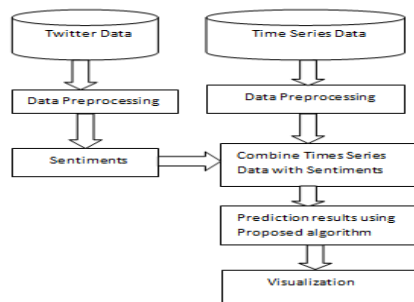 Twitter Data
Time Series Data
Data Preprocessing
Data Preprocessing
Sentiments
Combine Times Series
Data with Sentiments
Prediction results using
Proposed algorithm
Visualization